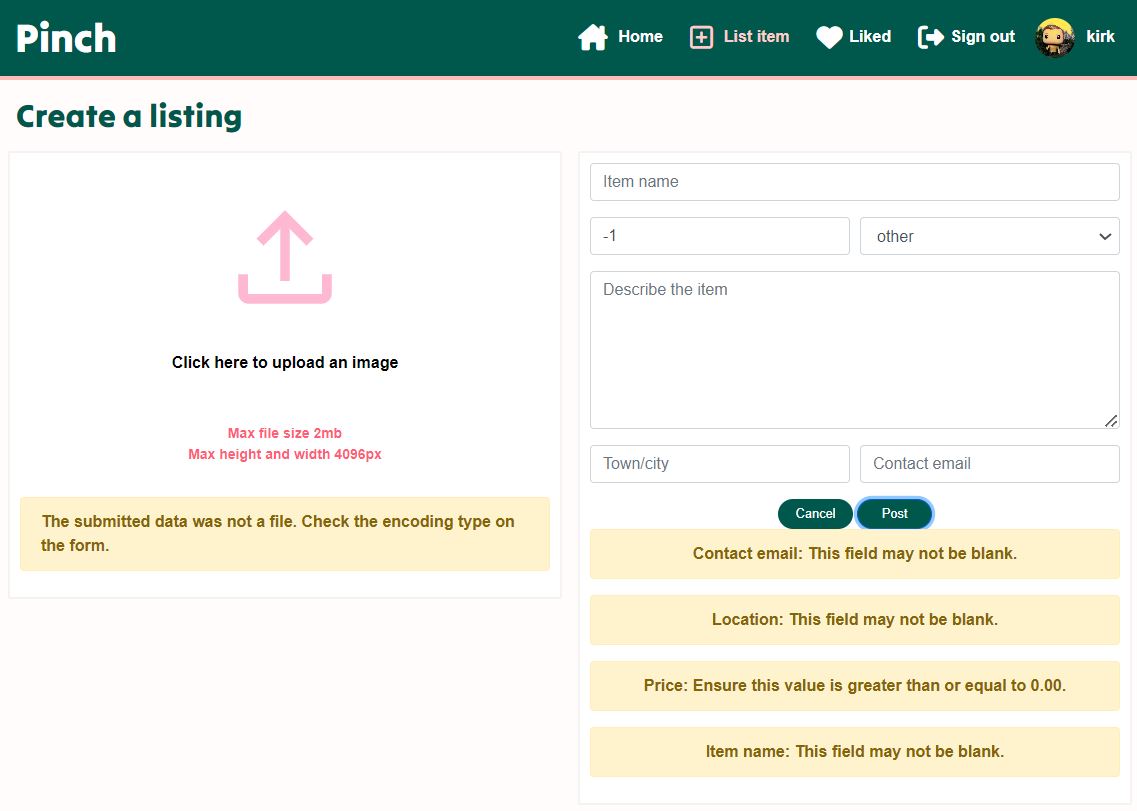 Pinch
Home
List item
Liked
Sign out
kirk
Create a listing
Click here to upload an image
Max file size 2mb
Max height and width 4096px
The submitted data was not a file. Check the encoding type on
the form.
Item name
-1
other
Describe the item
Town/city
Contact email
Cancel
Post
Contact email: This field may not be blank.
Location: This field may not be blank.
Price: Ensure this value is greater than or equal to 0.00.
Item name: This field may not be blank.